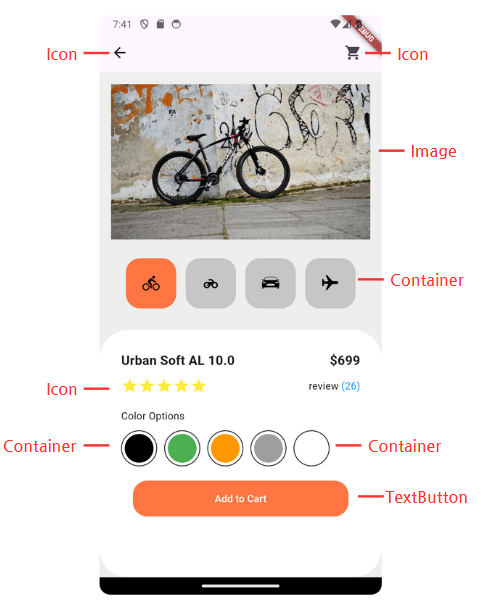 7:41
DEBUG
Icon
Icon
Image
Container
Urban Soft AL 10.0 $699
Icon
review (26)
Color Options
Container
Container
Add to Cart
TextButton